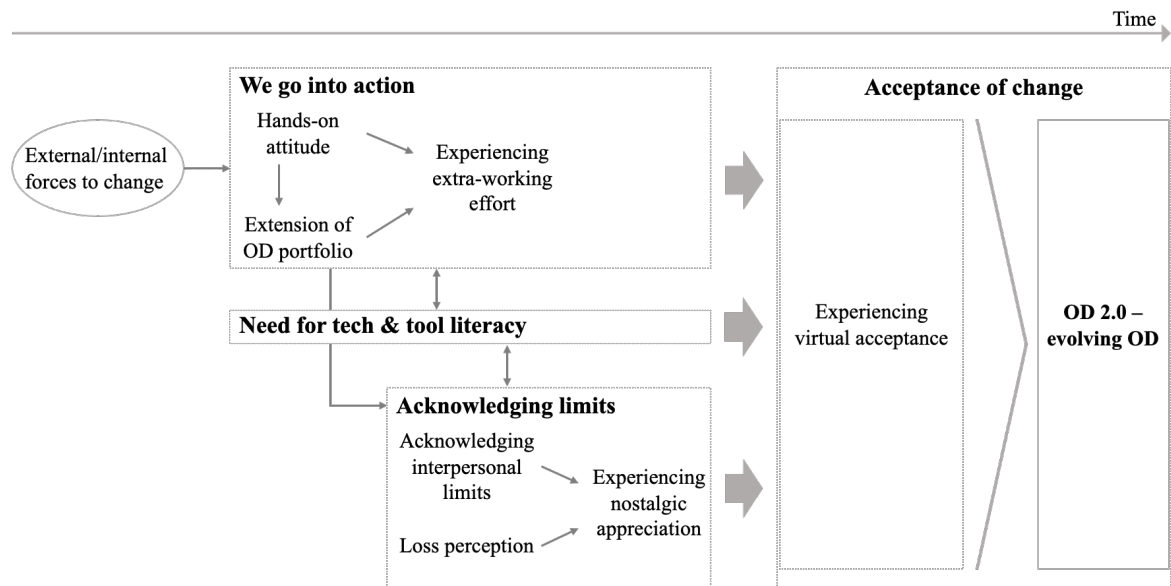 Time
We go into action
Hands-on
attitude
External/internal
forces to change
Experiencing
extra-working
effort
Extension of
OD portfolio
Need for tech & tool literacy
Acknowledging limits
Acknowledging
interpersonal
limits
Experiencing
nostalgic
appreciation
Loss perception
Acceptance of change
Experiencing
virtual acceptance
OD 2.0 –
evolving OD